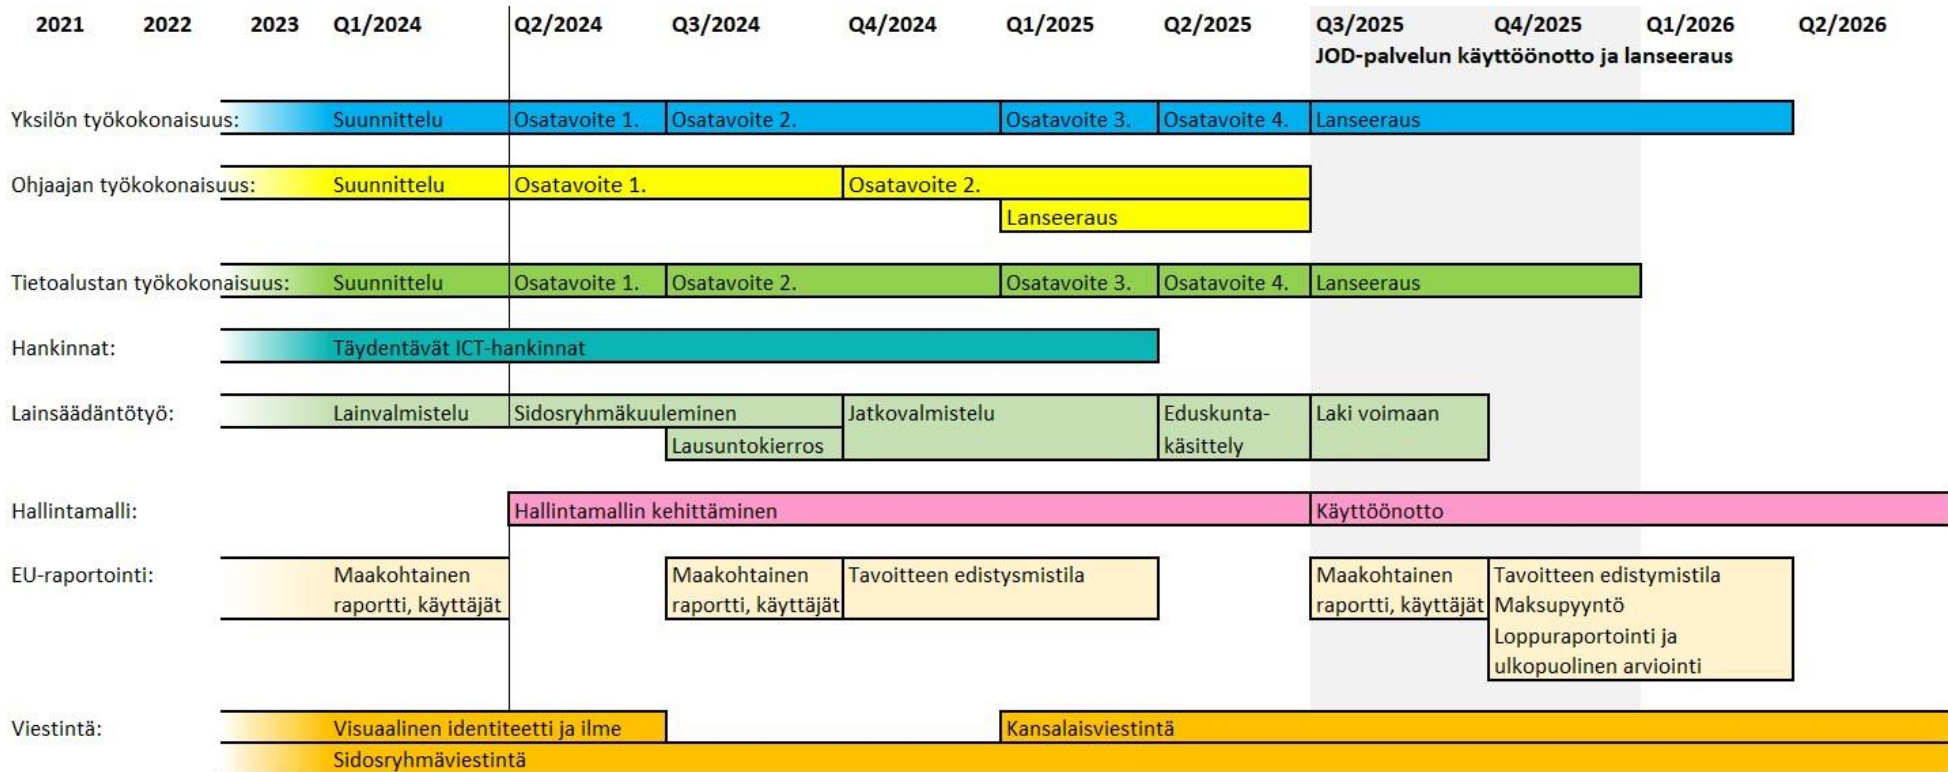 2021 2022 2023 Q1/2024 Q2/2024 Q3/2024 Q4/2024 Q1/2025 Q2/2025 Q3/2025 Q4/2025 Q1/2026 Q2/2026
JOD-palvelun käyttöönotto ja lanseeraus
Yksilön työkokonaisuus: Suunnittelu Osatavoite 1. Osatavoite 2. Osatavoite 3. Osatavoite 4. Lanseeraus
Ohjaajan työkokonaisuus: Suunnittelu Osatavoite 1. Osatavoite 2.
Lanseeraus
Tietoalustan työkokonaisuus: Suunnittelu Osatavoite 1. Osatavoite 2. Osatavoite 3. Osatavoite 4. Lanseeraus
Hankinnat: Täydentävät ICT-hankinnat
Lainsäädäntötyö: Lainvalmistelu Sidosryhmäkuuleminen Jatkovalmistelu Eduskunta- Laki voimaan
Lausuntokierros käsittely
Hallintamalli: Hallintamallin kehittäminen Käyttöönotto
EU-raportointi: Maakohtainen Maakohtainen Tavoitteen edistysmistila Maakohtainen Tavoitteen edistymistila
raportti, käyttäjät raportti, käyttäjät raportti, käyttäjät Maksupyyntö
Loppuraportointi ja
ulkopuolinen arviointi
Viestintä: Visuaalinen identiteetti ja ilme Kansalaisviestintä
Sidosryhmäviestintä